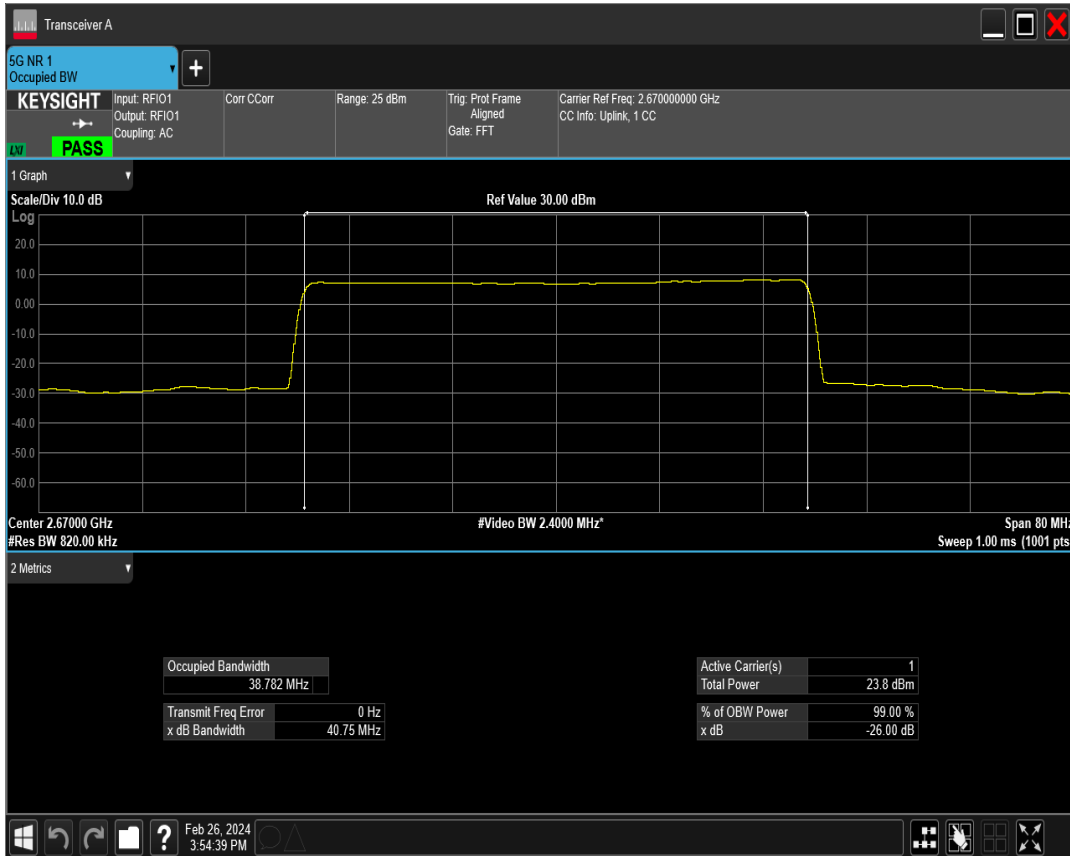 Transceiver A
5G NR 1
Occupied BW
KEYSIGHT
LXI
PASS
Input: RFIO1
Output: RFIO1
Coupling: AC
Corr CCorr
Range: 25 dBm
Trig: Prot Frame
Aligned
Gate: FFT
Carrier Ref Freq: 2.670000000 GHz
CC Info: Uplink, 1 CC
1 Graph
Scale/Div 10.0 dB
Ref Value 30.00 dBm
Log
20.0
10.0
0.00
-10.0
-20.0
-30.0
-40.0
-50.0
-60.0
Center 2.67000 GHz
#Video BW 2.4000 MHz*
Span 80 MHz
#Res BW 820.00 kHz
Sweep 1.00 ms (1001 pts
2 Metrics
Occupied Bandwidth
38.782 MHz
Transmit Freq Error 0 Hz
x dB Bandwidth 40.75 MHz
Active Carrier(s) 1
Total Power 23.8 dBm
% of OBW Power 99.00 %
x dB -26.00 dB
?
Feb 26, 2024
3:54:39 PM